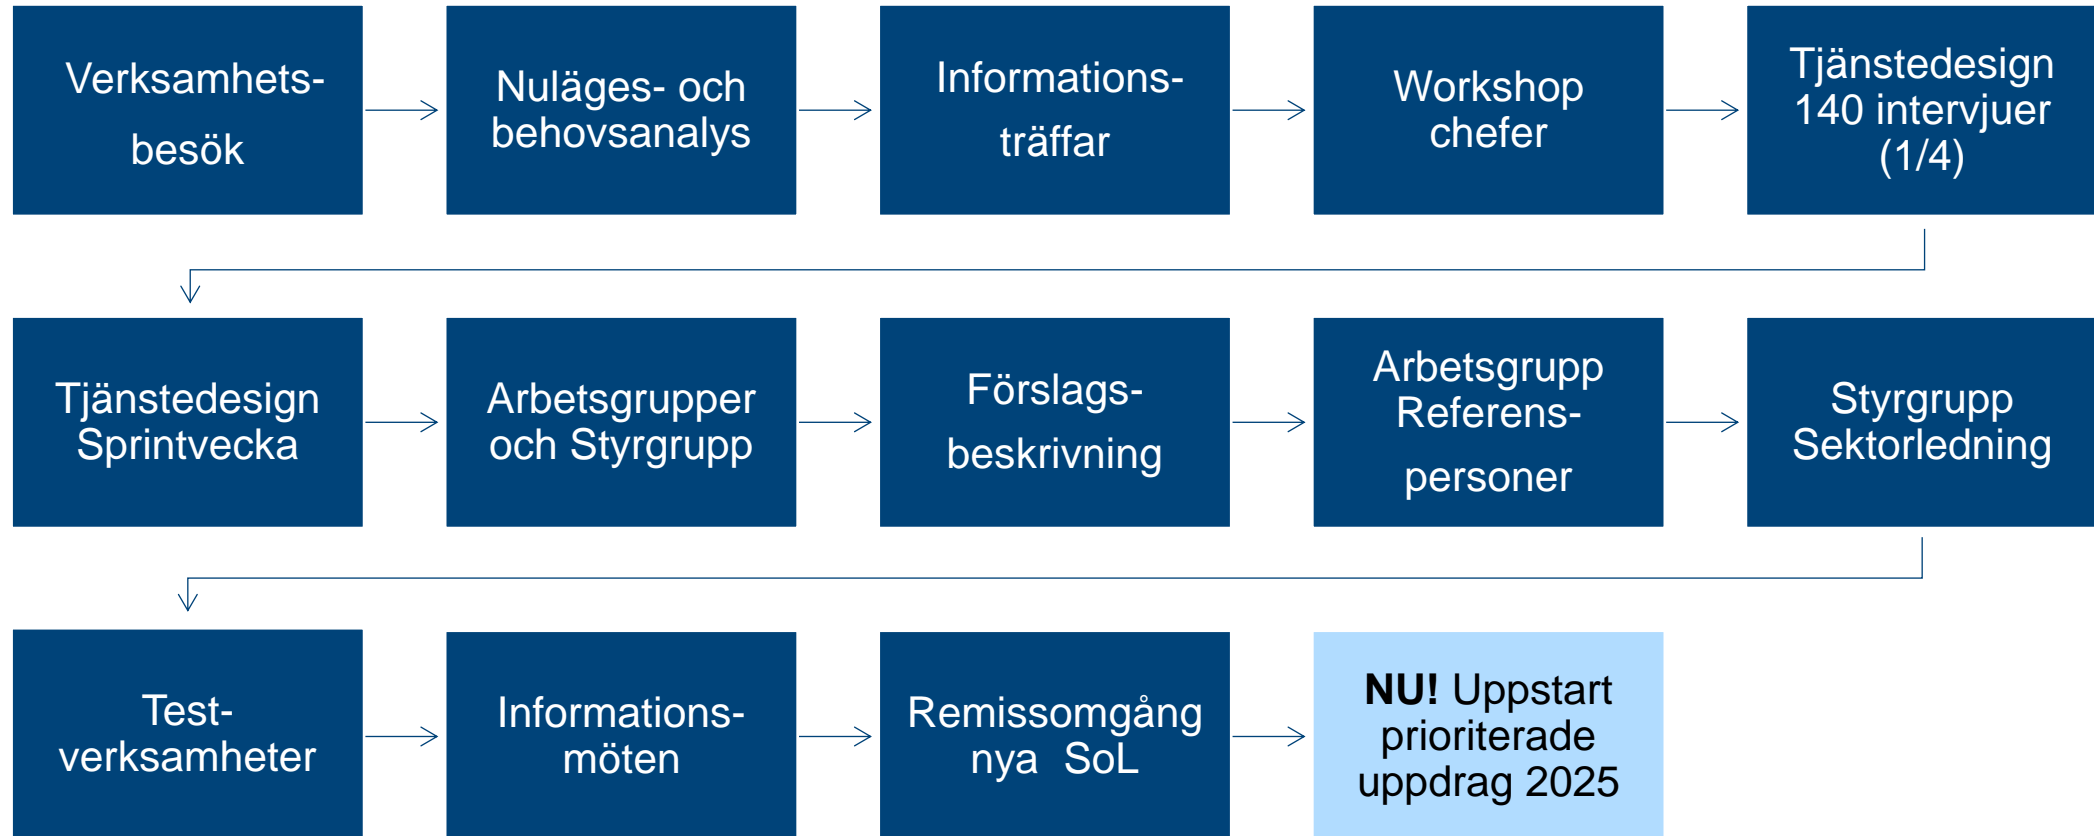 Verksamhets-
besök
Nuläges- och
behovsanalys
Informations-
träffar
Workshop
chefer
Tjänstedesign
140 intervjuer
(1/4)
Tjänstedesign
Sprintvecka
Arbetsgrupper
och Styrgrupp
Förslags-
beskrivning
Arbetsgrupp
Referens-
personer
Styrgrupp
Sektorledning
Test-
verksamheter
Informations-
möten
Remissomgång
nya SoL
NU! Uppstart
prioriterade
uppdrag 2025